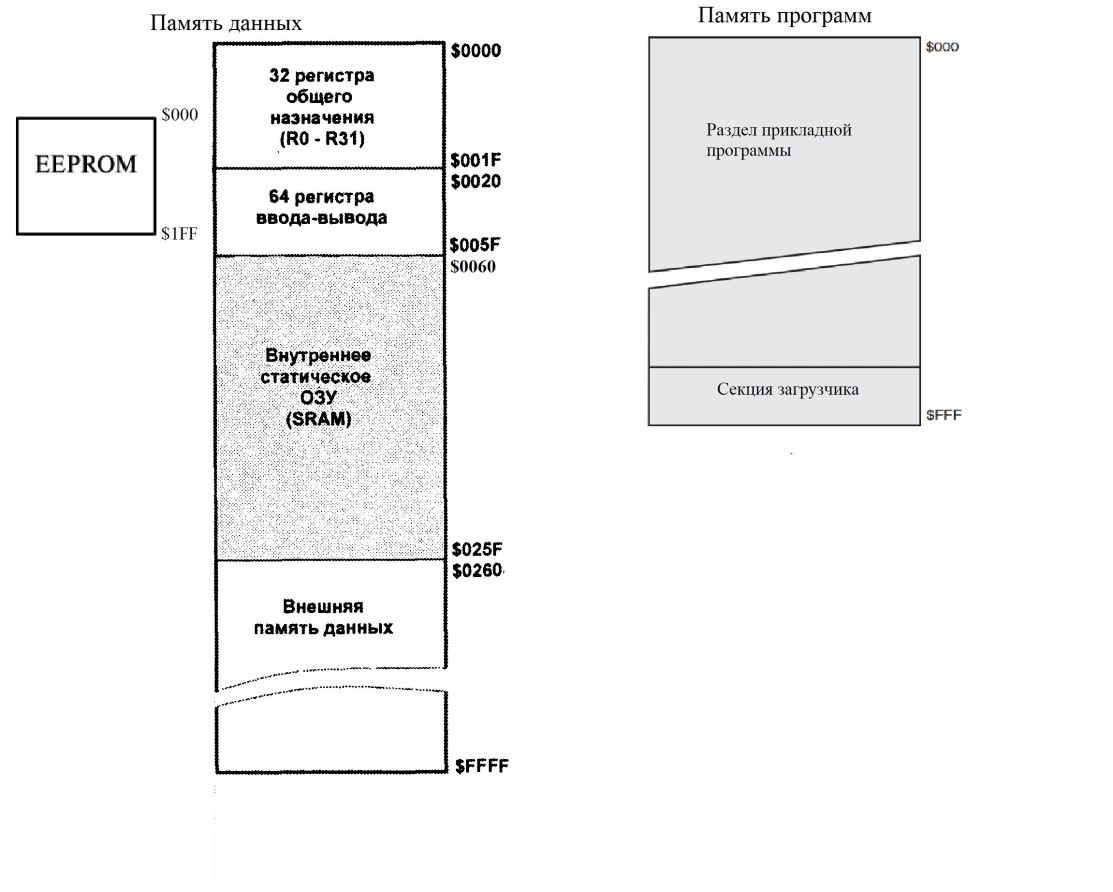 Память данных
$0000
32 регистра
общего
назначения
(R0 - R31)
$001F
$0020
64 регистра
ввода-вывода
$005F
$0060
Внутреннее
статическое
ОЗУ
(SRAM)
$025F
$0260
Внешняя
память данных
$FFFF
$000
EEPROM
$1FF
Память программ
$000
Раздел прикладной
программы
Секция загрузчика
$FFF